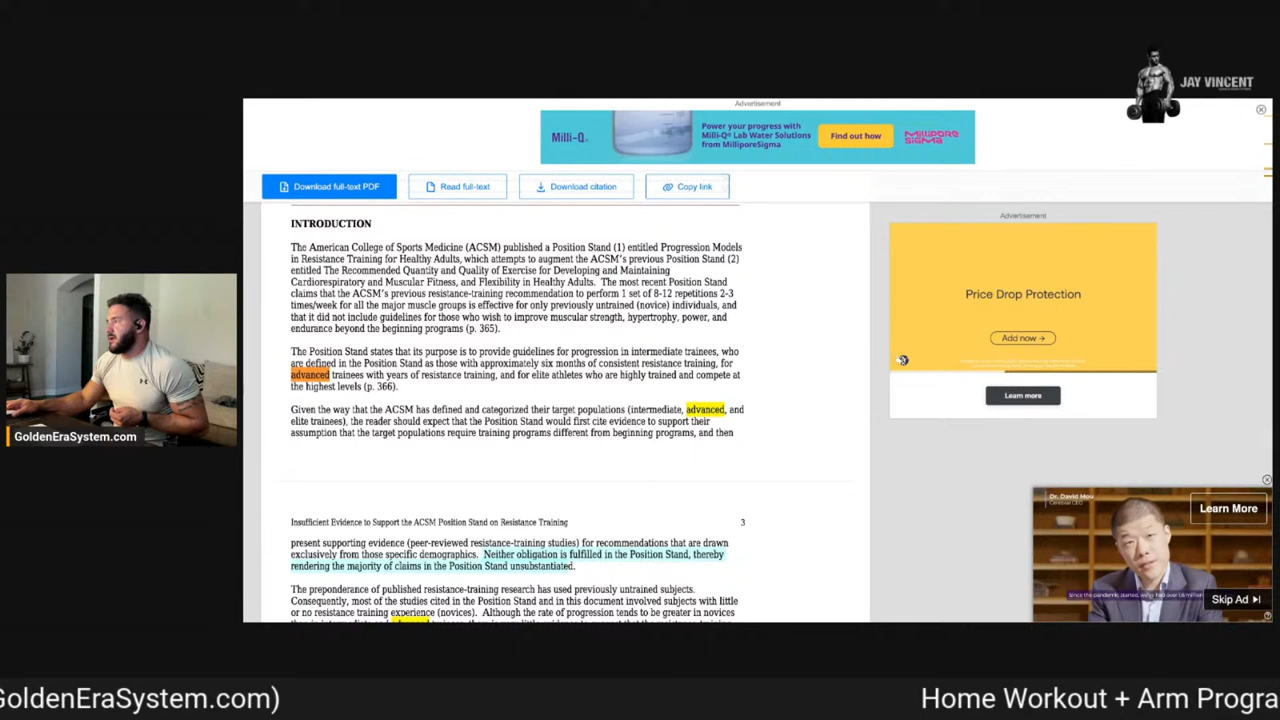 JAY VINCENT
Advertisement
Milli-Q®
Power your progress with
Milli-Q® Lab Water Solutions
from MilliporeSigma
Find out how
MILLIPORE
SIGMA
Download full-text PDF
Read full-text
Download citation
Copy link
INTRODUCTION
The American College of Sports Medicine (ACSM) published a Position Stand (1) entitled Progression Models
in Resistance Training for Healthy Adults, which attempts to augment the ACSM's previous Position Stand (2)
entitled The Recommended Quantity and Quality of Exercise for Developing and Maintaining
Cardiorespiratory and Muscular Fitness, and Flexibility in Healthy Adults. The most recent Position Stand
claims that the ACSM's previous resistance-training recommendation to perform 1 set of 8-12 repetitions 2-3
times/week for all the major muscle groups is effective for only previously untrained (novice) individuals, and
that it did not include guidelines for those who wish to improve muscular strength, hypertrophy, power, and
endurance beyond the beginning programs (p. 365).
The Position Stand states that its purpose is to provide guidelines for progression in intermediate trainees, who
are defined in the Position Stand as those with approximately six months of consistent resistance training, for
advanced trainees with years of resistance training, and for elite athletes who are highly trained and compete at
the highest levels (p. 366).
Given the way that the ACSM has defined and categorized their target populations (intermediate, advanced, and
elite trainees), the reader should expect that the Position Stand would first cite evidence to support their
assumption that the target populations require training programs different from beginning programs, and then
Insufficient Evidence to Support the ACSM Position Stand on Resistance Training 3
present supporting evidence (peer-reviewed resistance-training studies) for recommendations that are drawn
exclusively from those specific demographics. Neither obligation is fulfilled in the Position Stand, thereby
rendering the majority of claims in the Position Stand unsubstantiated.
The preponderance of published resistance-training research has used previously untrained subjects.
Consequently, most of the studies cited in the Position Stand and in this document involved subjects with little
or no resistance training experience (novices). Although the rate of progression tends to be greater in novices
Advertisement
Price Drop Protection
Add now →
Learn more
Dr. David Mou
Cerebral CEO
Learn More
Since the pandemic started, we've had over
Skip Ad
GoldenEraSystem.com
GoldenEraSystem.com)
Home Workout + Arm Progra